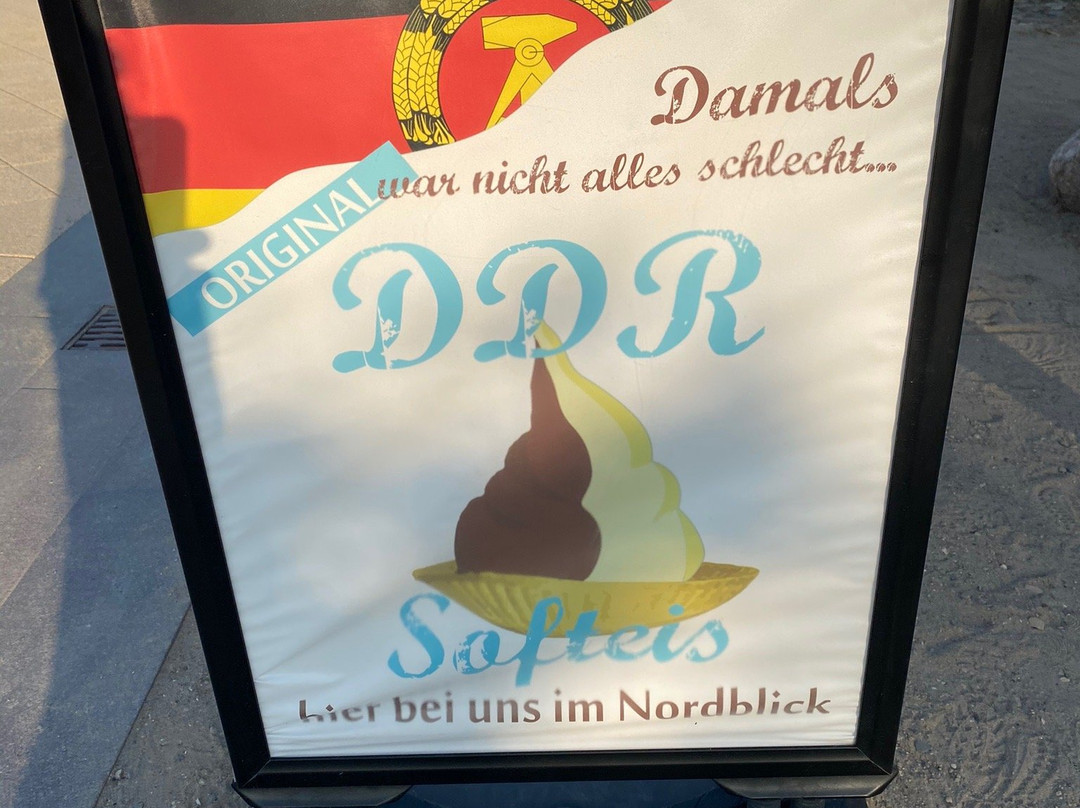 Damals
war nicht alles schlecht...
ORIGINAL
DDR
Softeis
hier bei uns im Nordblick